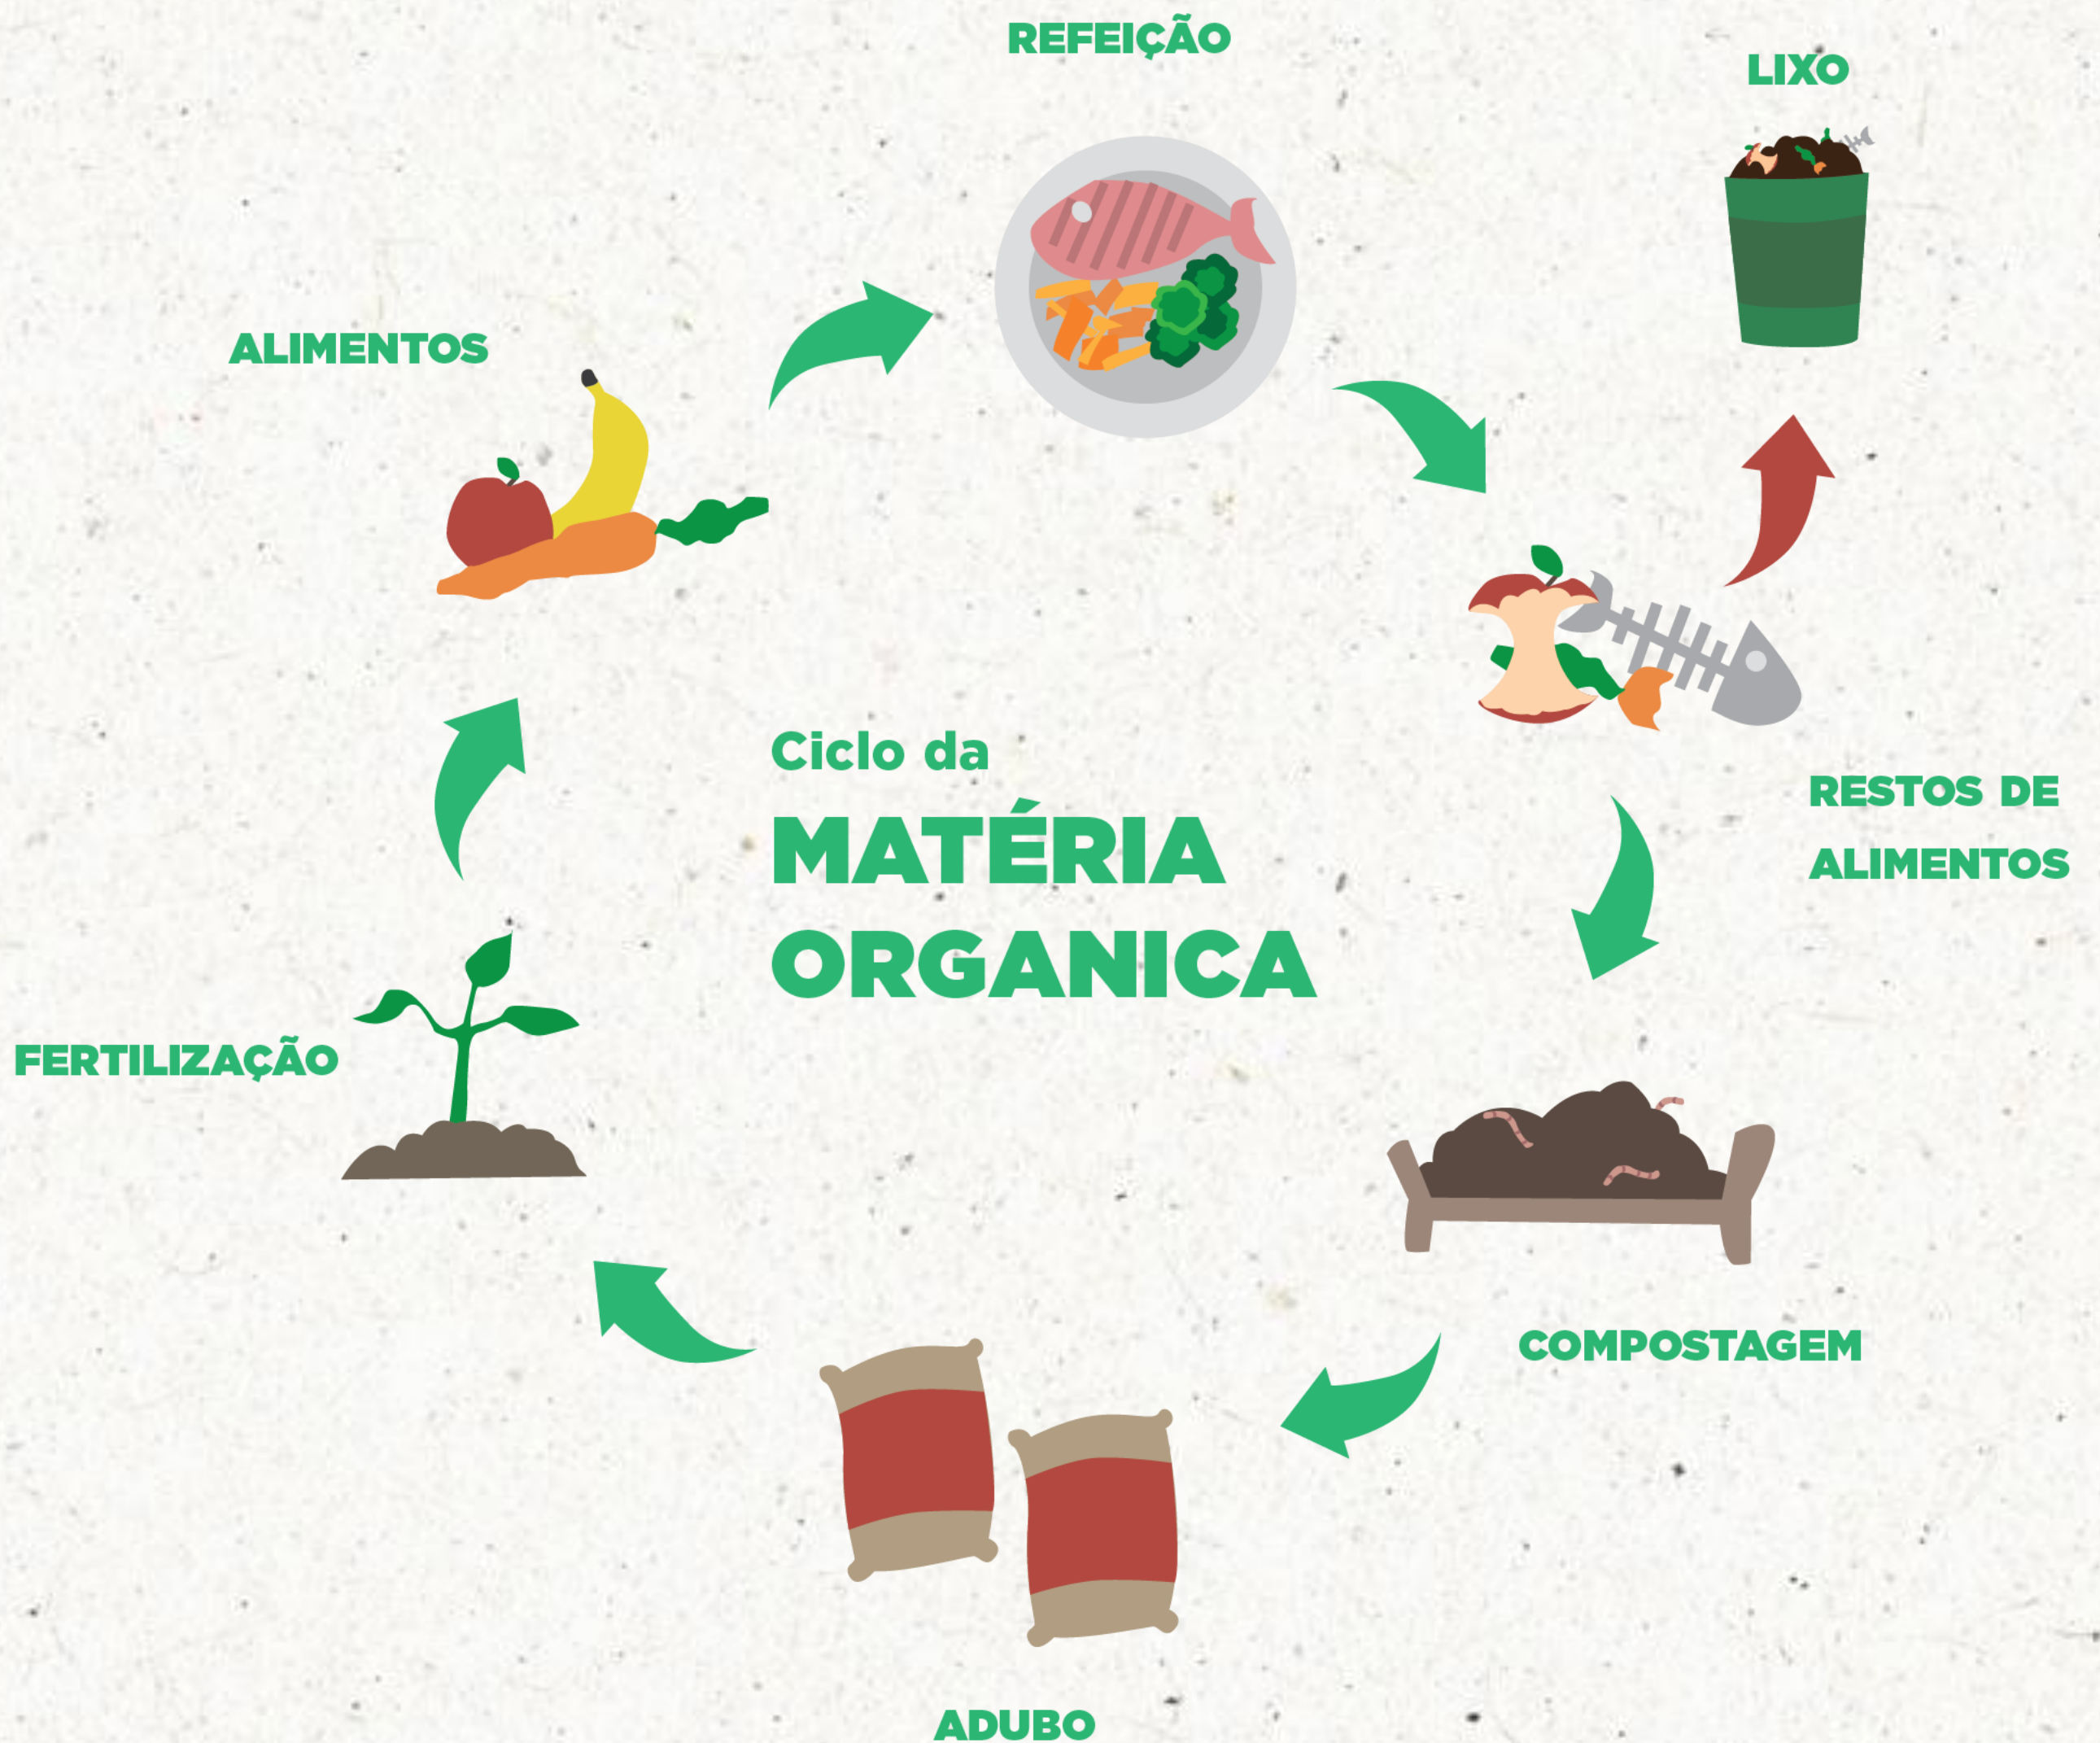 REFEIÇÃO
LIXO
ALIMENTOS
Ciclo da
MATÉRIA
ORGANICA
RESTOS DE
ALIMENTOS
FERTILIZAÇÃO
COMPOSTAGEM
ADUBO